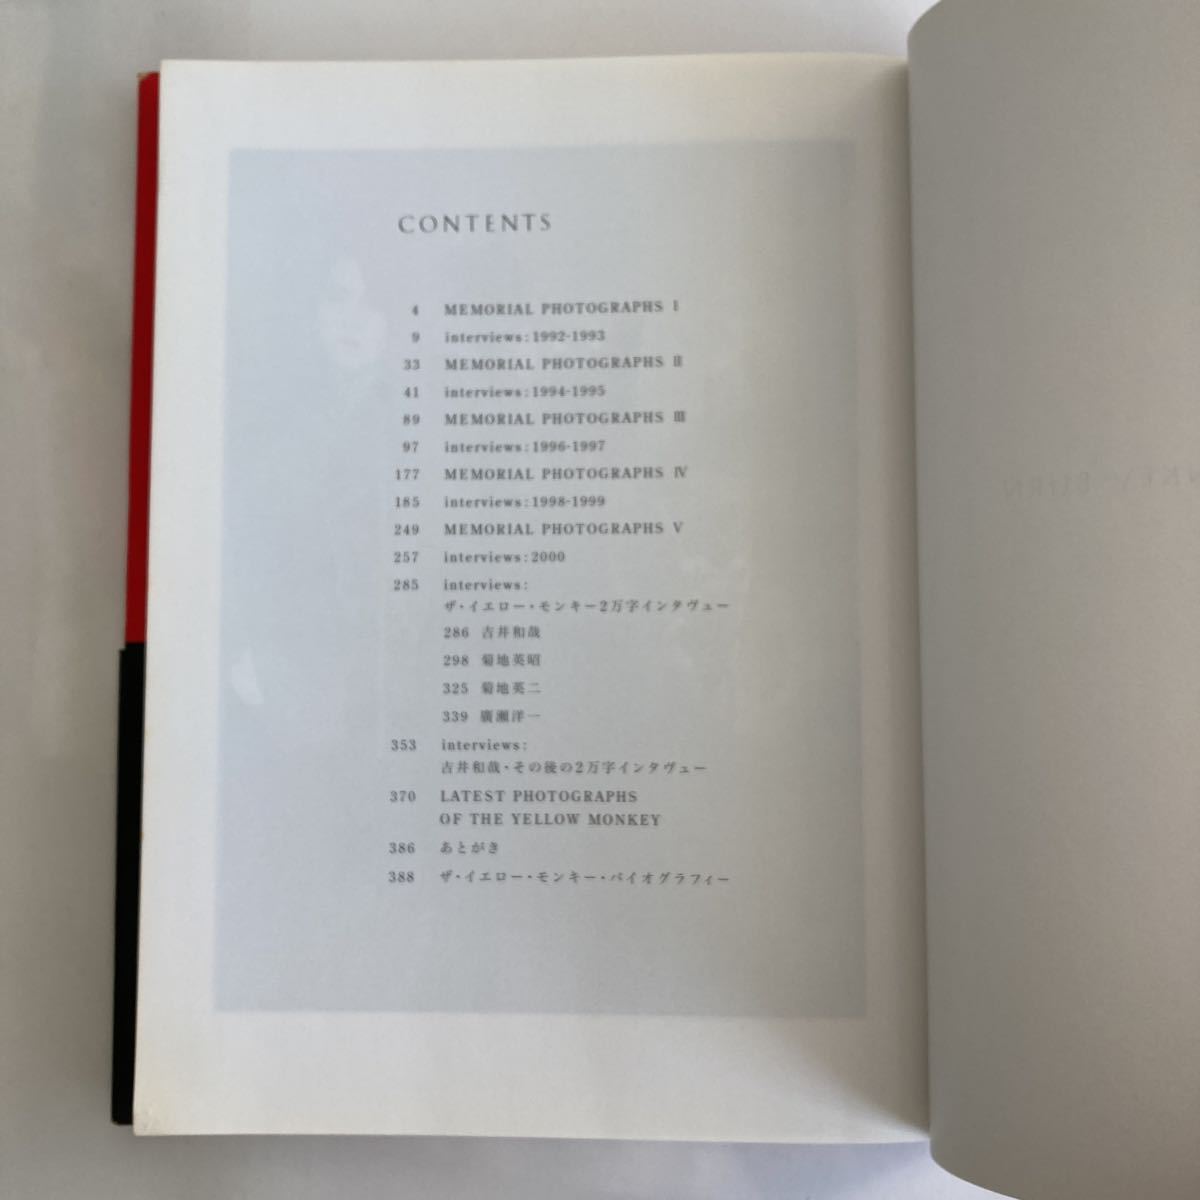 CONTENTS
4 MEMORIAL PHOTOGRAPHS Ⅰ
9 interviews:1992-1993
33 MEMORIAL PHOTOGRAPHS Ⅱ
41 interviews:1994-1995
89 MEMORIAL PHOTOGRAPHS Ⅲ
97 interviews:1996-1997
177 MEMORIAL PHOTOGRAPHS Ⅳ
185 interviews:1998-1999
249 MEMORIAL PHOTOGRAPHS Ⅴ
257 interviews:2000
285 interviews:
ザ・イエロー・モンキー2万字インタヴュー
286 吉井和哉
298 菊地英昭
325 菊地英二
339 廣瀬洋一
353 interviews:
吉井和哉・その後の2万字インタヴュー
370 LATEST PHOTOGRAPHS
OF THE YELLOW MONKEY
386 あとがき
388 ザ・イエロー・モンキー・バイオグラフィー